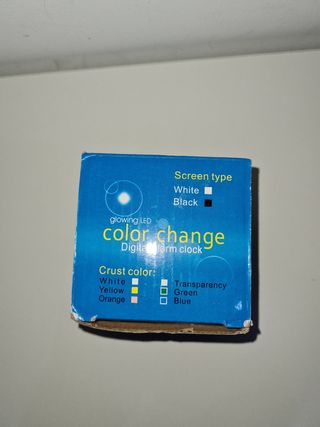 Screen type
White
Black
glowing LED
color change
Digital alarm clock
Crust color:
White
Transparency
Yellow
Green
Orange
Blue